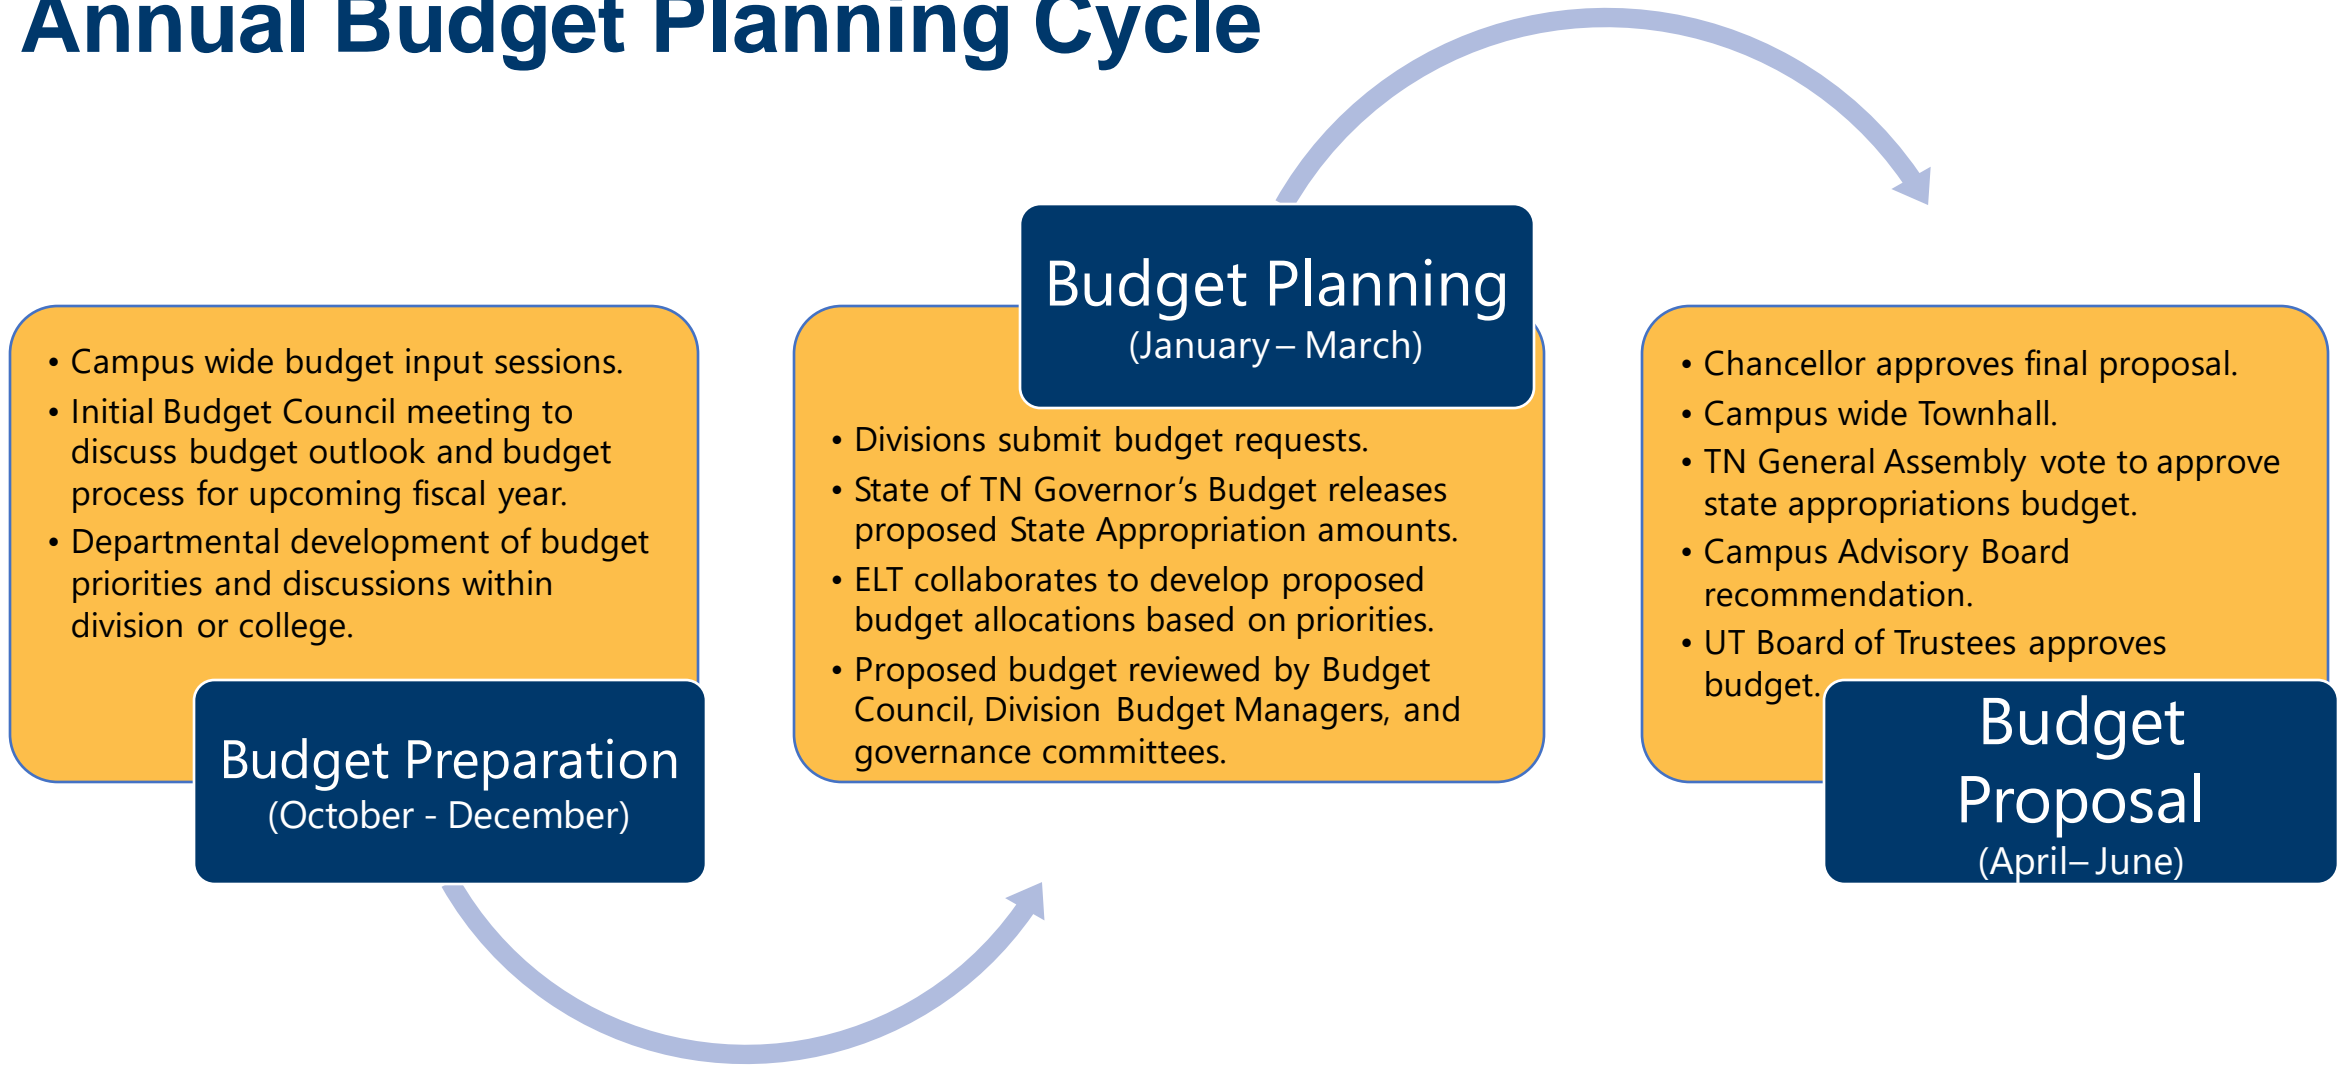 Annual Budget Planning Cycle
• Campus wide budget input sessions.
• Initial Budget Council meeting to
discuss budget outlook and budget
process for upcoming fiscal year.
• Departmental development of budget
priorities and discussions within
division or college.
Budget Preparation
(October - December)
Budget Planning
(January – March)
• Divisions submit budget requests.
• State of TN Governor’s Budget releases
proposed State Appropriation amounts.
• ELT collaborates to develop proposed
budget allocations based on priorities.
• Proposed budget reviewed by Budget
Council, Division Budget Managers, and
governance committees.
• Chancellor approves final proposal.
• Campus wide Townhall.
• TN General Assembly vote to approve
state appropriations budget.
• Campus Advisory Board
recommendation.
• UT Board of Trustees approves
budget.
Budget
Proposal
(April– June)